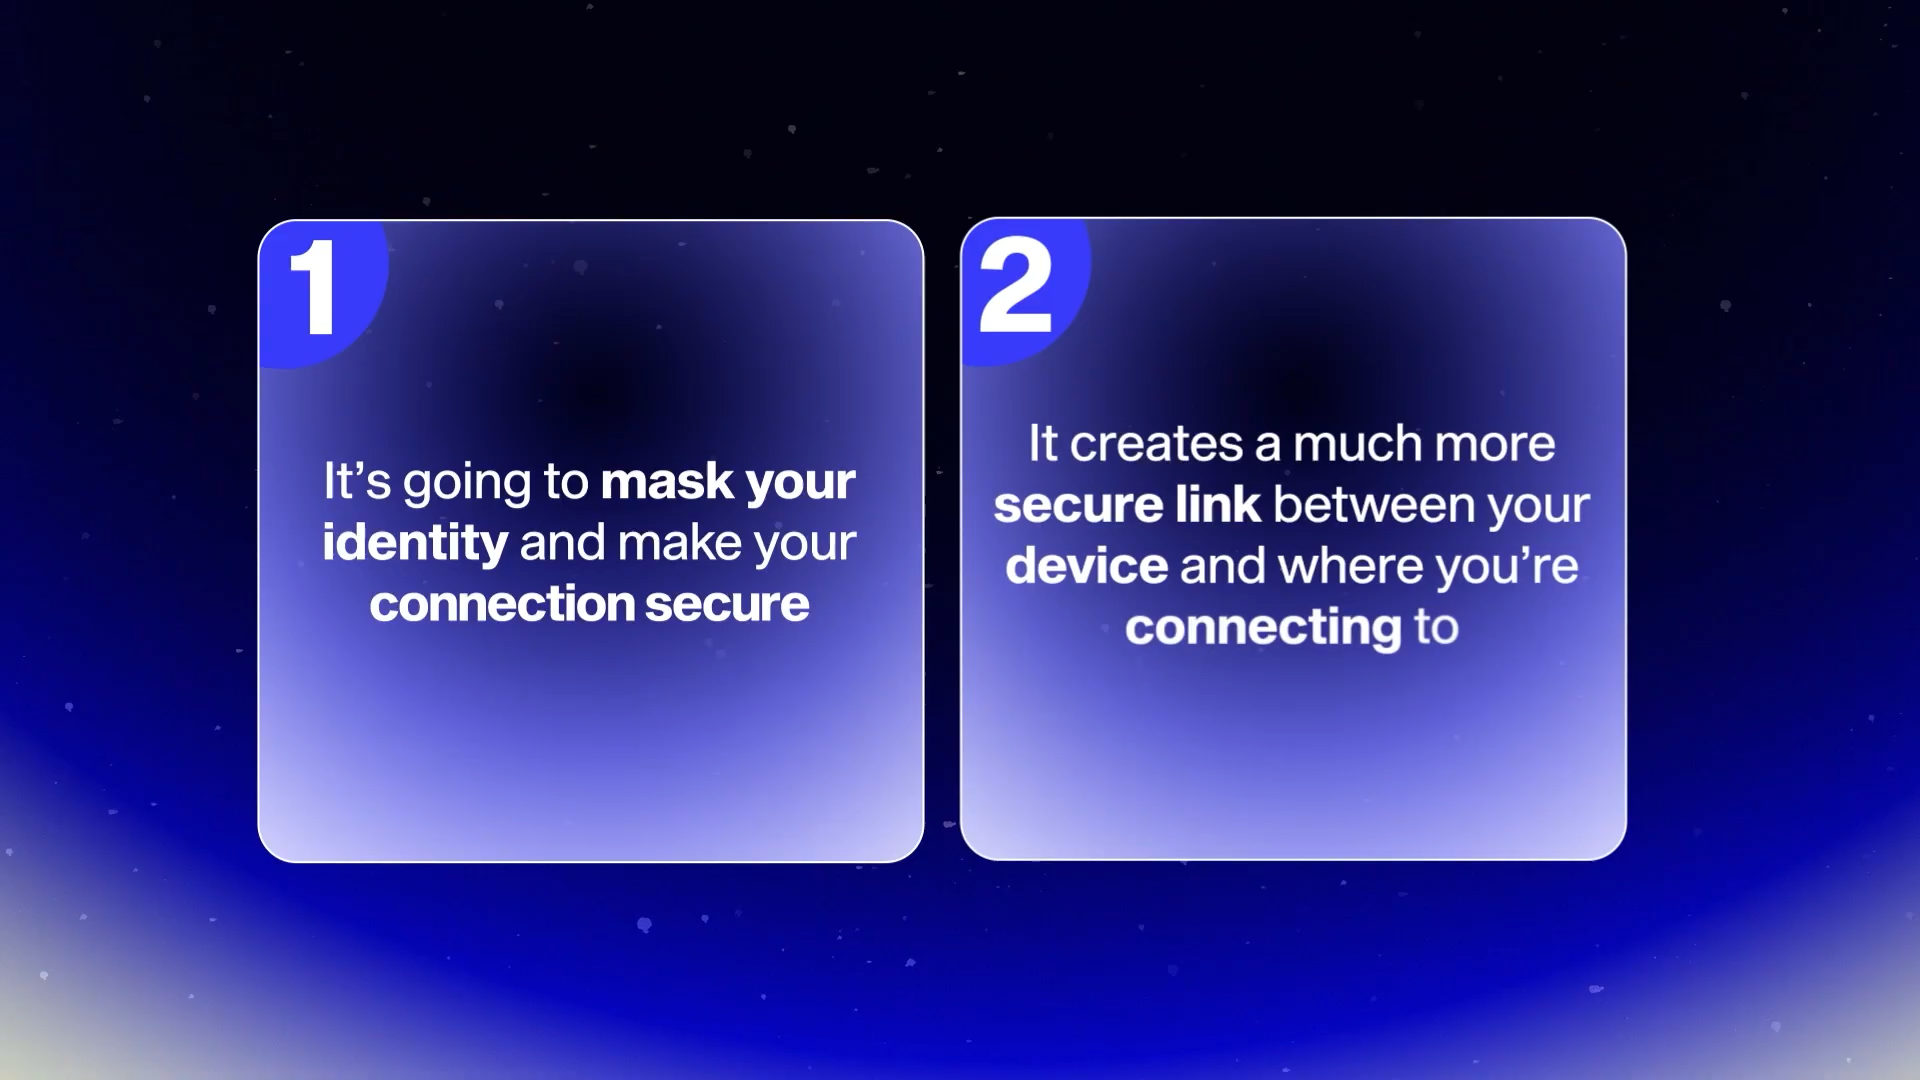 1
It’s going to mask your
identity and make your
connection secure
2
It creates a much more
secure link between your
device and where you’re
connecting to